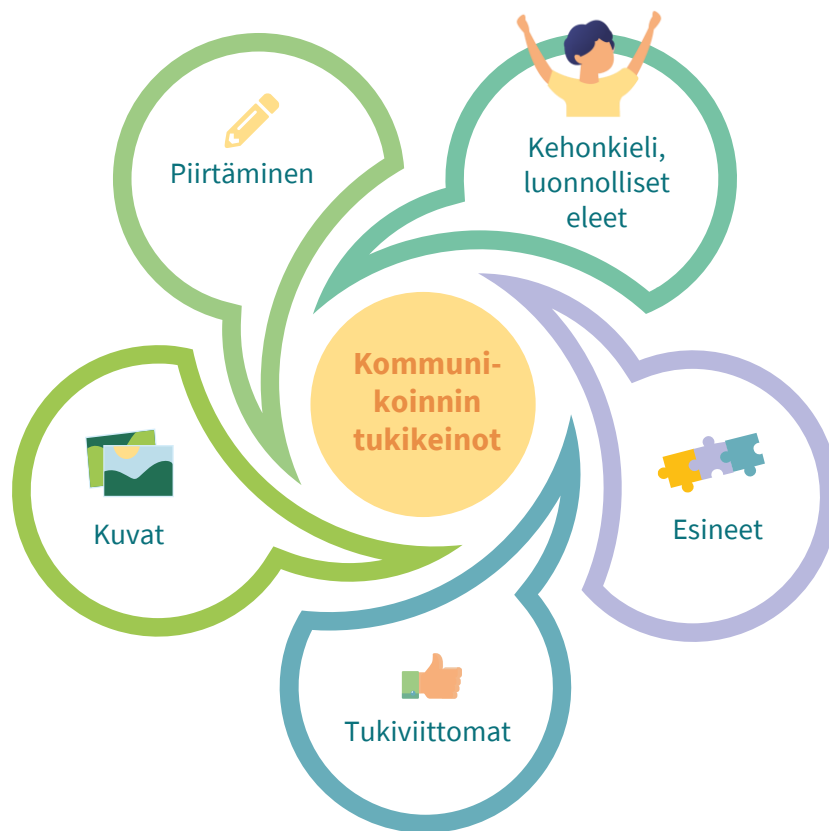 Piirtäminen
Kehonkieli,
luonnolliset
eleet
Kommuni-
koinnin
tukikeinot
Kuvat
Esineet
Tukiviittomat